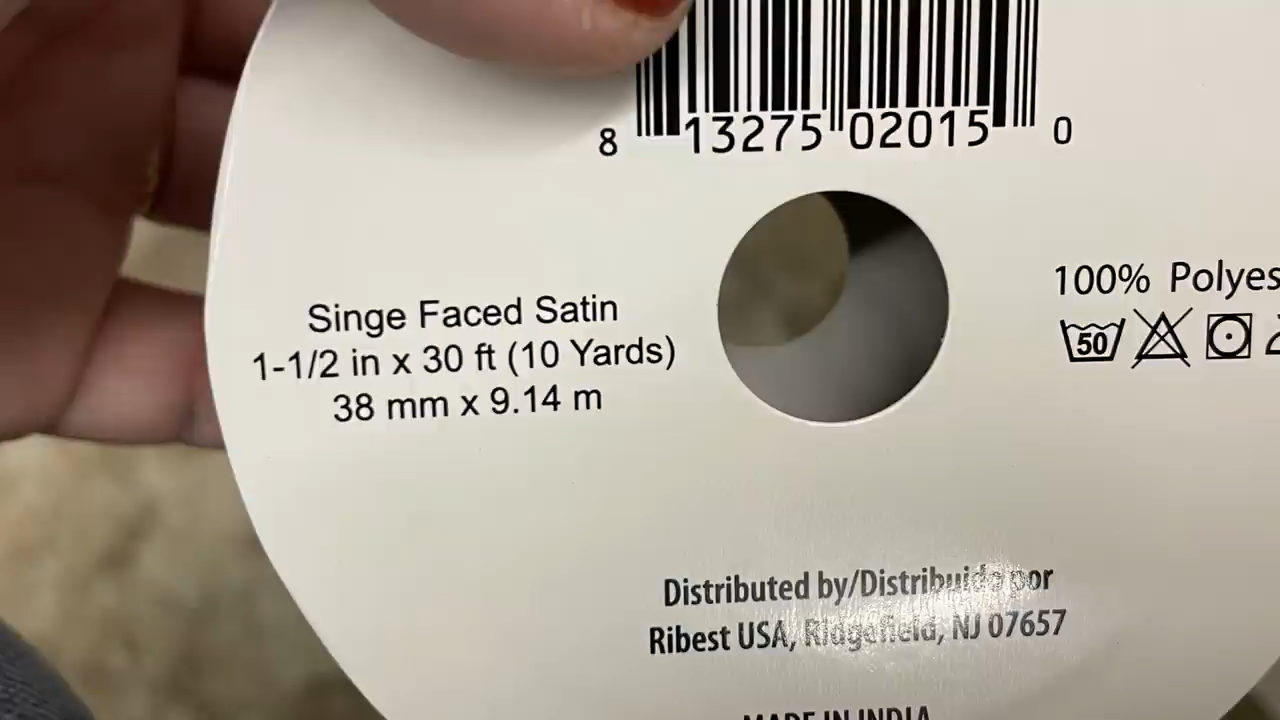 8 13275 02015 0
Singe Faced Satin
1-1/2 in x 30 ft (10 Yards)
38 mm x 9.14 m
100% Polyes
50
Distributed by/Distribuido por
Ribest USA, Ridgefield, NJ 07657
MADE IN INDIA